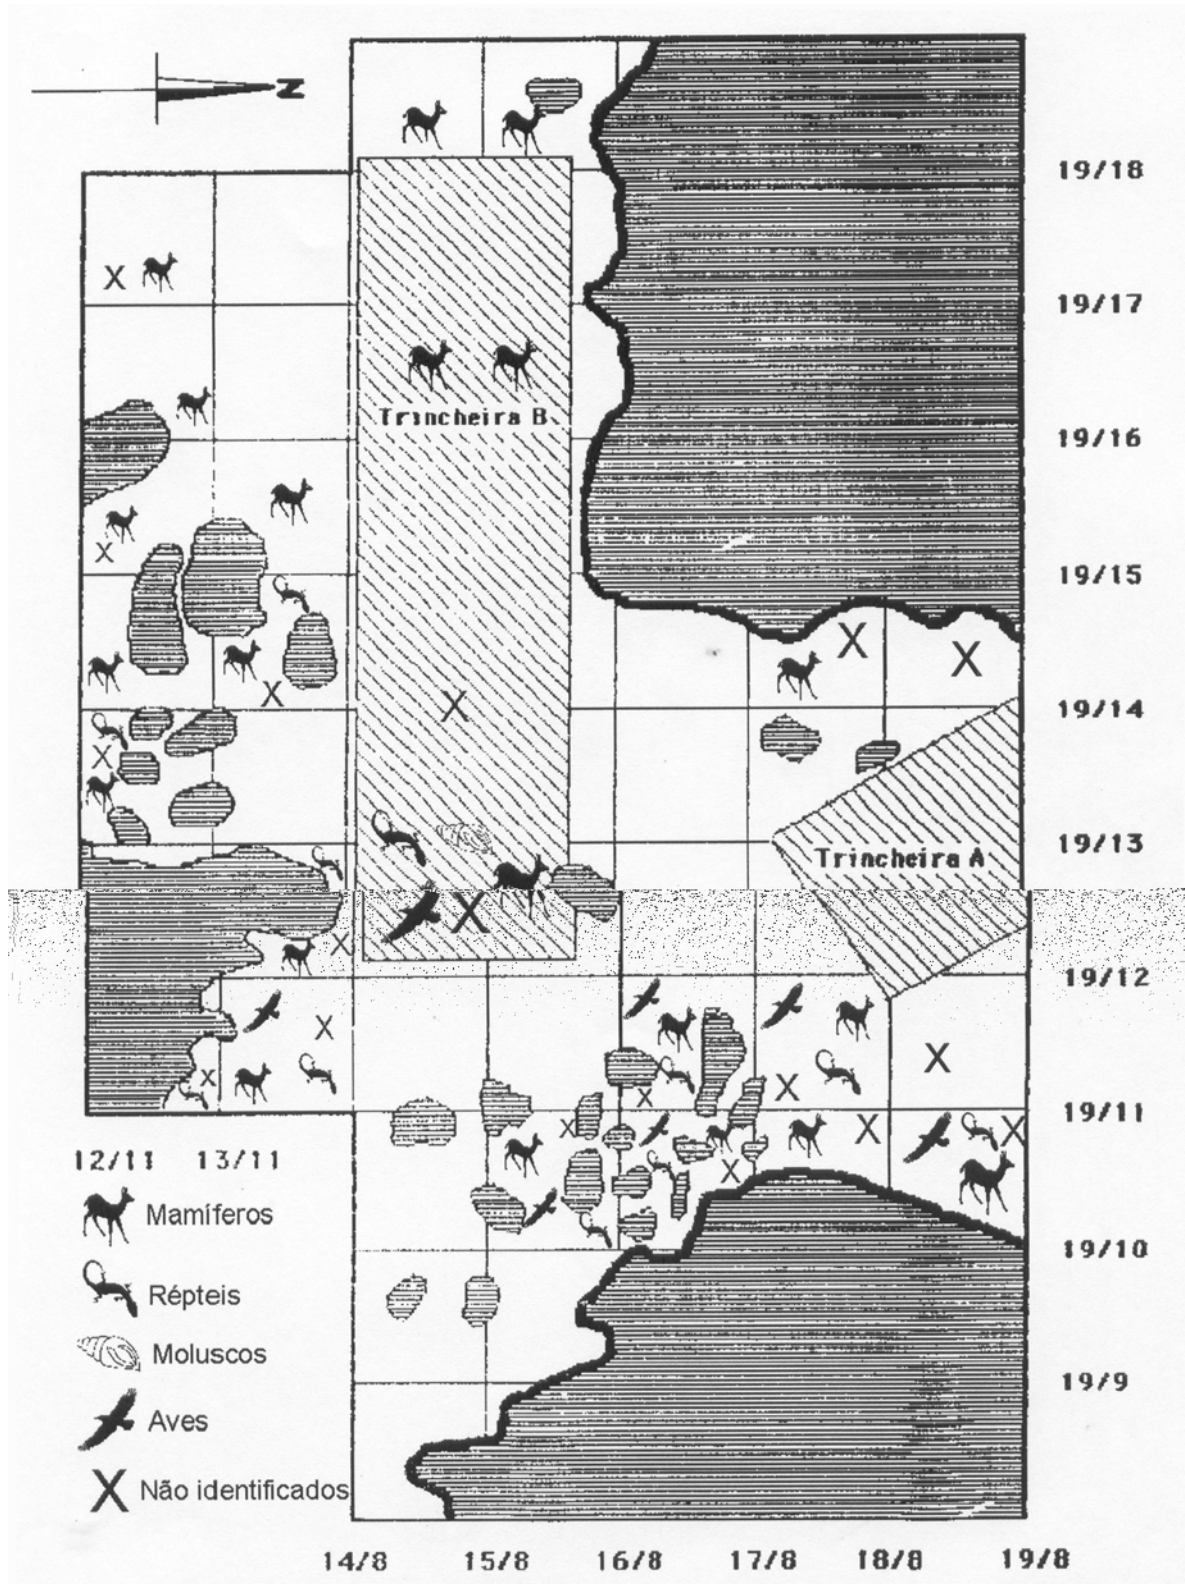 N
19/18
19/17
Trincheira B
19/16
19/15
19/14
Trincheira A
19/13
19/12
19/11
12/11 13/11
Mamíferos
19/10
Répteis
Moluscos
19/9
Aves
Não identificados
14/8 15/8 16/8 17/8 18/8 19/8